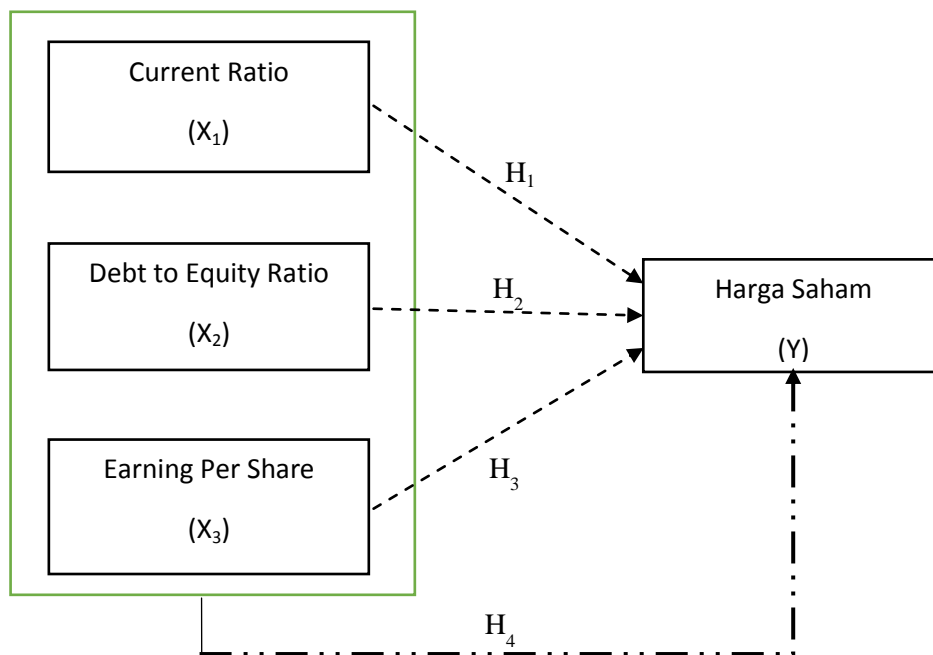 Current Ratio
(X₁)
H₁
Debt to Equity Ratio
(X₂)
H₂
Harga Saham
(Y)
Earning Per Share
(X₃)
H₃
H₄